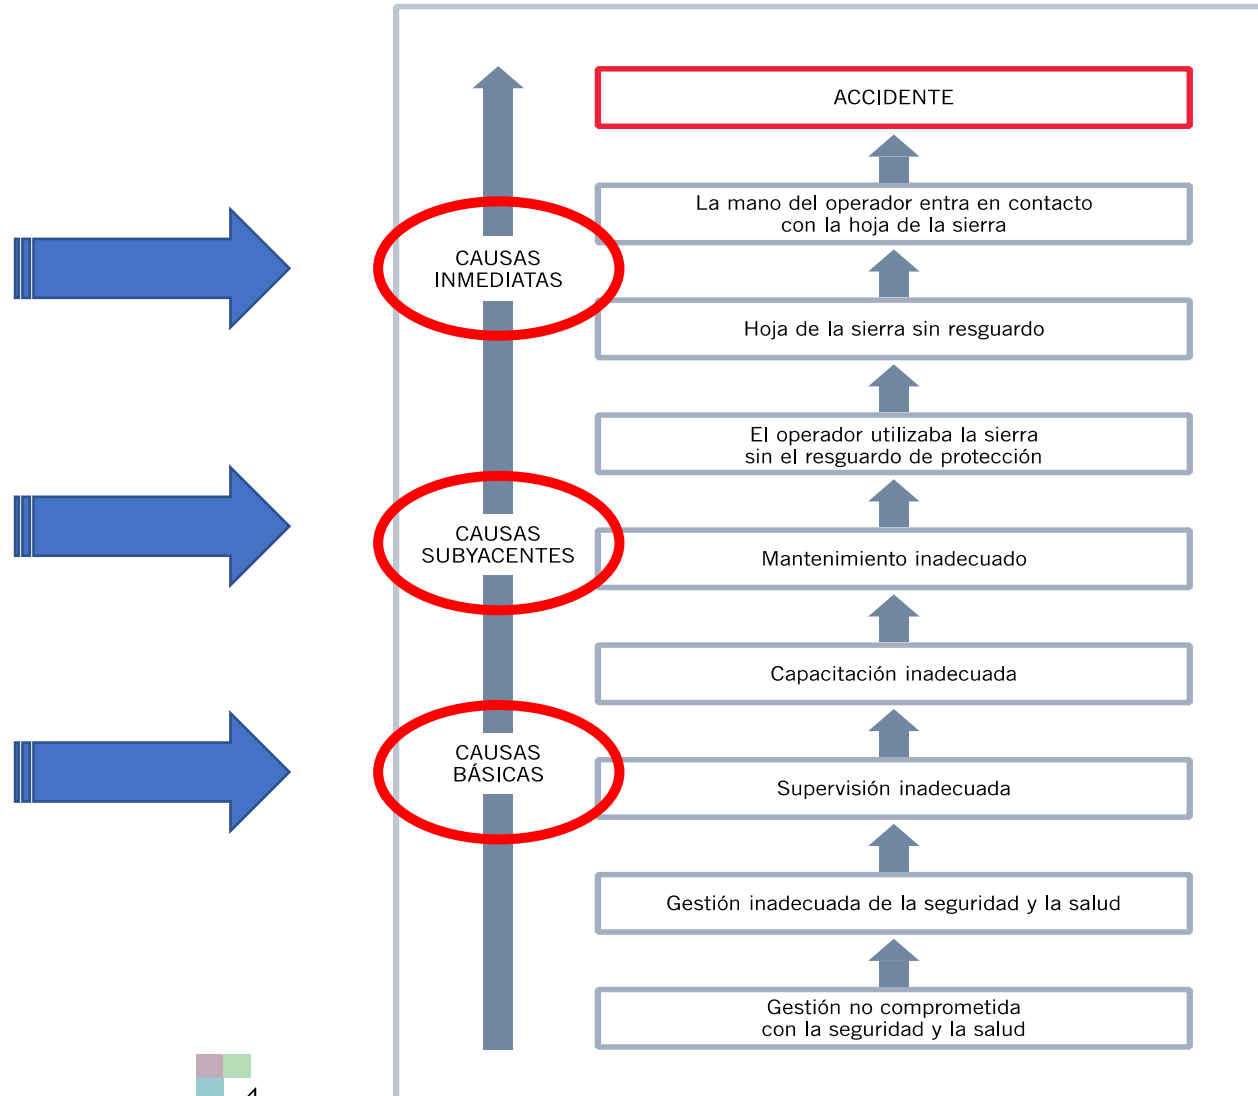 ACCIDENTE
La mano del operador entra en contacto
con la hoja de la sierra
CAUSAS
INMEDIATAS
Hoja de la sierra sin resguardo
El operador utilizaba la sierra
sin el resguardo de protección
CAUSAS
SUBYACENTES
Mantenimiento inadecuado
Capacitación inadecuada
CAUSAS
BÁSICAS
Supervisión inadecuada
Gestión inadecuada de la seguridad y la salud
Gestión no comprometida
con la seguridad y la salud